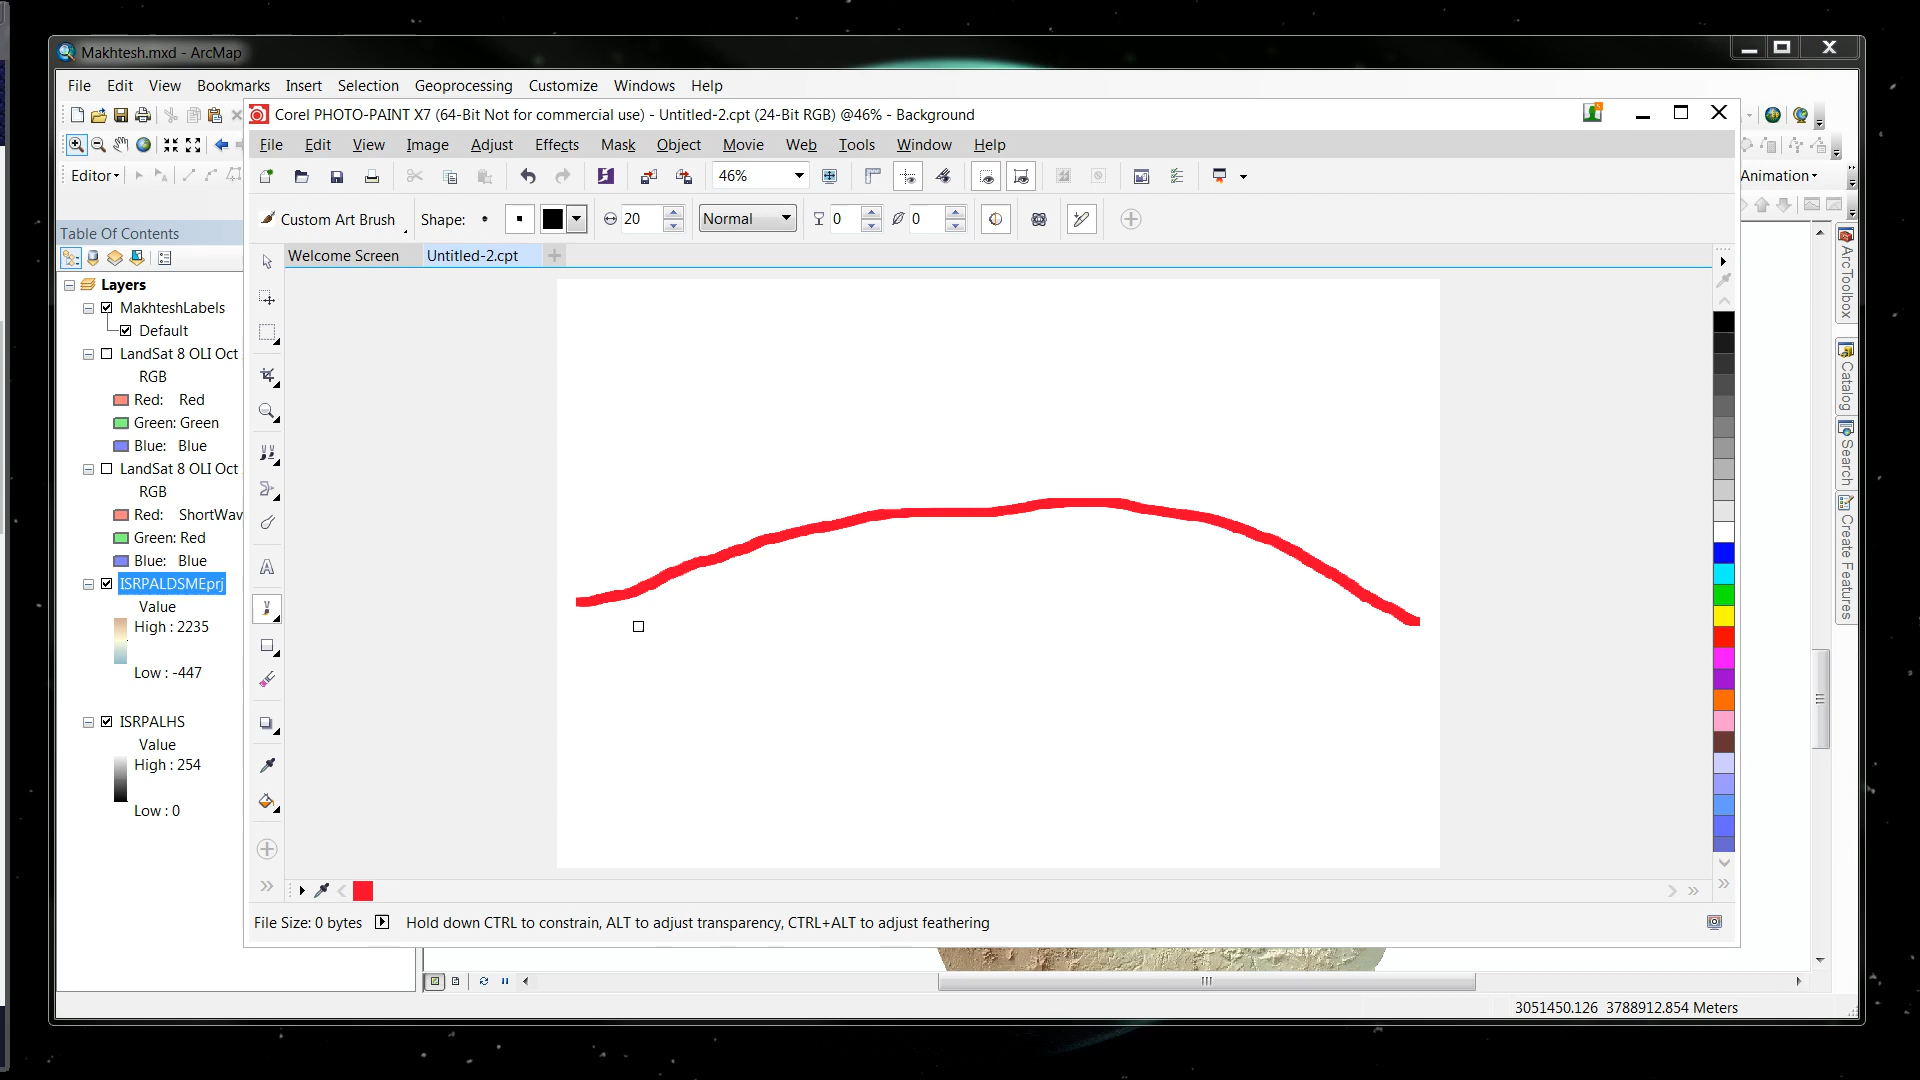 Makhtesh.mxd - ArcMap
File Edit View Bookmarks Insert Selection Geoprocessing Customize Windows Help
Corel PHOTO-PAINT X7 (64-Bit Not for commercial use) - Untitled-2.cpt (24-Bit RGB) @46% - Background
File Edit View Image Adjust Effects Mask Object Movie Web Tools Window Help
Editor
46%
Animation
Custom Art Brush Shape: 20 Normal 0 0
Table Of Contents
Welcome Screen Untitled-2.cpt
Layers
MakhteshLabels
Default
LandSat 8 OLI Oct
RGB
Red: Red
Green: Green
Blue: Blue
LandSat 8 OLI Oct
RGB
Red: ShortWav
Green: Red
Blue: Blue
ISRPALDSMEprj
Value
High : 2235
Low : -447
ISRPALHS
Value
High : 254
Low : 0
ArcToolbox
Catalog
Search
Create Features
File Size: 0 bytes Hold down CTRL to constrain, ALT to adjust transparency, CTRL+ALT to adjust feathering
3051450.126 3788912.854 Meters